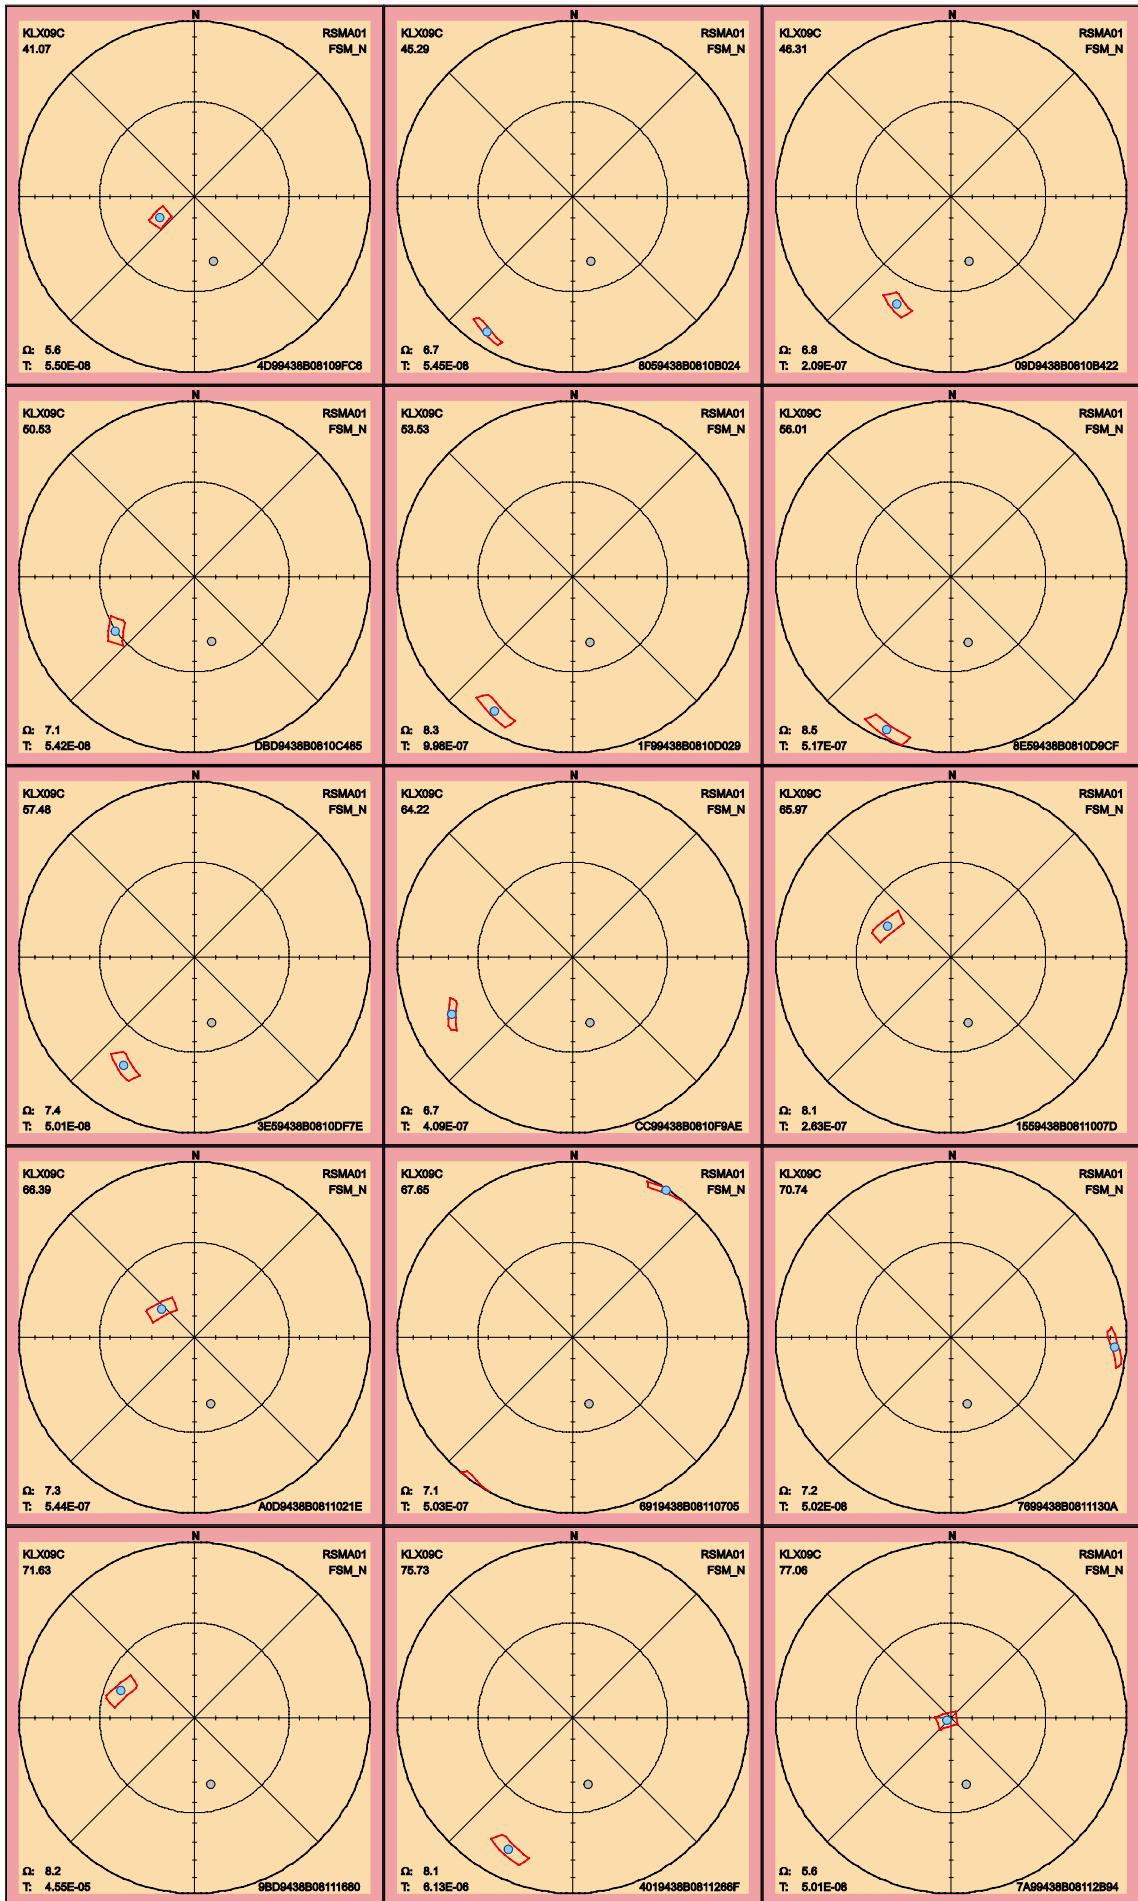 N
KLX09C RSMA01
41.07 FSM_N
Ω: 5.6
T: 5.50E-08 4D99438B08109FC6
N
KLX09C RSMA01
45.29 FSM_N
Ω: 6.7
T: 5.45E-08 8059438B0810B024
N
KLX09C RSMA01
46.31 FSM_N
Ω: 6.8
T: 2.09E-07 09D9438B0810B422
N
KLX09C RSMA01
50.53 FSM_N
Ω: 7.1
T: 5.42E-08 DBD9438B0810C485
N
KLX09C RSMA01
53.53 FSM_N
Ω: 8.3
T: 9.98E-07 1F99438B0810D029
N
KLX09C RSMA01
56.01 FSM_N
Ω: 8.5
T: 5.17E-07 8E59438B0810D9CF
N
KLX09C RSMA01
57.48 FSM_N
Ω: 7.4
T: 5.01E-08 3E59438B0810DF7E
N
KLX09C RSMA01
64.22 FSM_N
Ω: 6.7
T: 4.09E-07 CC99438B0810F9AE
N
KLX09C RSMA01
65.97 FSM_N
Ω: 8.1
T: 2.63E-07 1559438B0811007D
N
KLX09C RSMA01
66.39 FSM_N
Ω: 7.3
T: 5.44E-07 A0D9438B0811021E
N
KLX09C RSMA01
67.65 FSM_N
Ω: 7.1
T: 5.03E-07 6919438B08110705
N
KLX09C RSMA01
70.74 FSM_N
Ω: 7.2
T: 5.02E-08 7699438B0811130A
N
KLX09C RSMA01
71.63 FSM_N
Ω: 8.2
T: 4.55E-05 9BD9438B08111680
N
KLX09C RSMA01
75.73 FSM_N
Ω: 8.1
T: 6.13E-06 4019438B0811266F
N
KLX09C RSMA01
77.06 FSM_N
Ω: 5.6
T: 5.01E-08 7A99438B08112B94